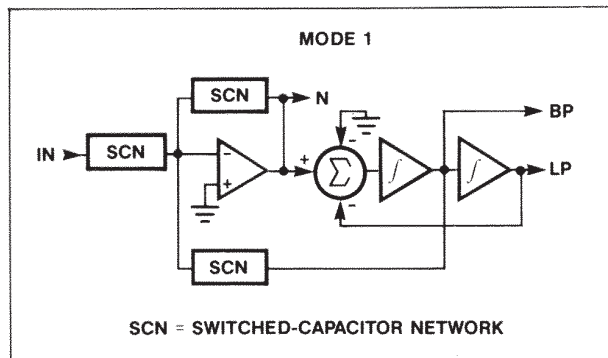 MODE 1
SCN
N
IN
SCN
-
+
+
-
Σ
-
∫
∫
BP
LP
SCN
SCN = SWITCHED-CAPACITOR NETWORK